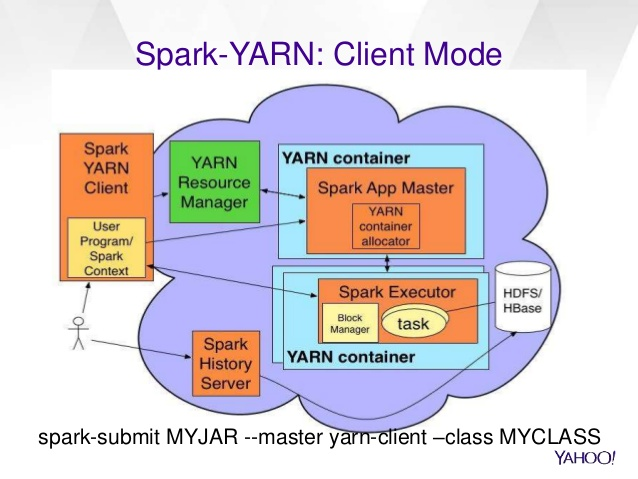 Spark-YARN: Client Mode
Spark
YARN
Client
User
Program/
Spark
Context
YARN
Resource
Manager
YARN container
Spark App Master
YARN
container
allocator
Spark Executor
Block
Manager
task
YARN container
HDFS/
HBase
Spark
History
Server
spark-submit MYJAR --master yarn-client –class MYCLASS
YAHOO!